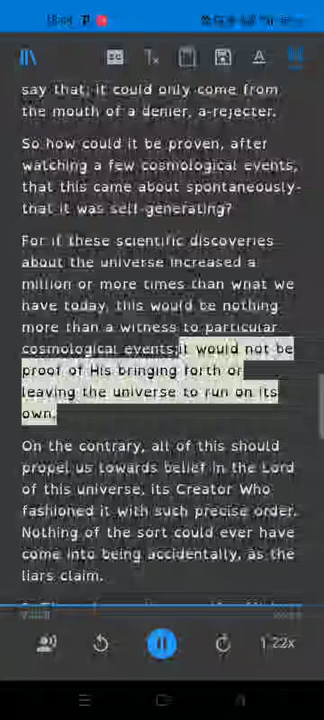 say that; it could only come from
the mouth of a denier, a-rejecter.
So how could it be proven, after
watching a few cosmological events,
that this came about spontaneously-
that it was self-generating?
For if these scientific discoveries
about the universe increased a
million or more times than what we
have today, this would be nothing
more than a witness to particular
cosmological events;it would not be
proof of His bringing forth or
leaving the universe to run on its
own.
On the contrary, all of this should
propel us towards belief in the Lord
of this universe; its Creator Who
fashioned it with such precise order.
Nothing of the sort could ever have
come into being accidentally, as the
liars claim.
1.22x